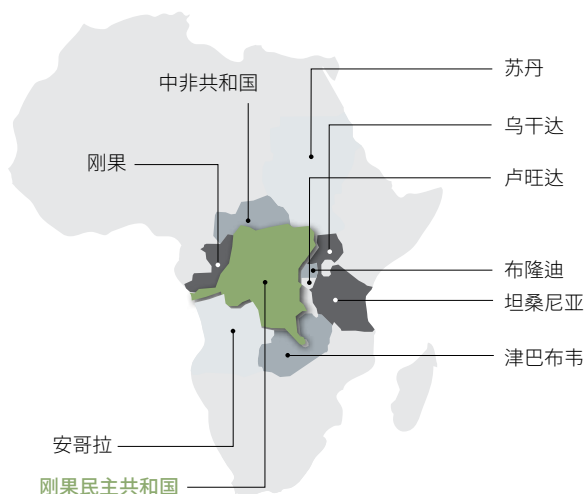 苏丹
中非共和国
乌干达
刚果
卢旺达
布隆迪
坦桑尼亚
津巴布韦
安哥拉
刚果民主共和国